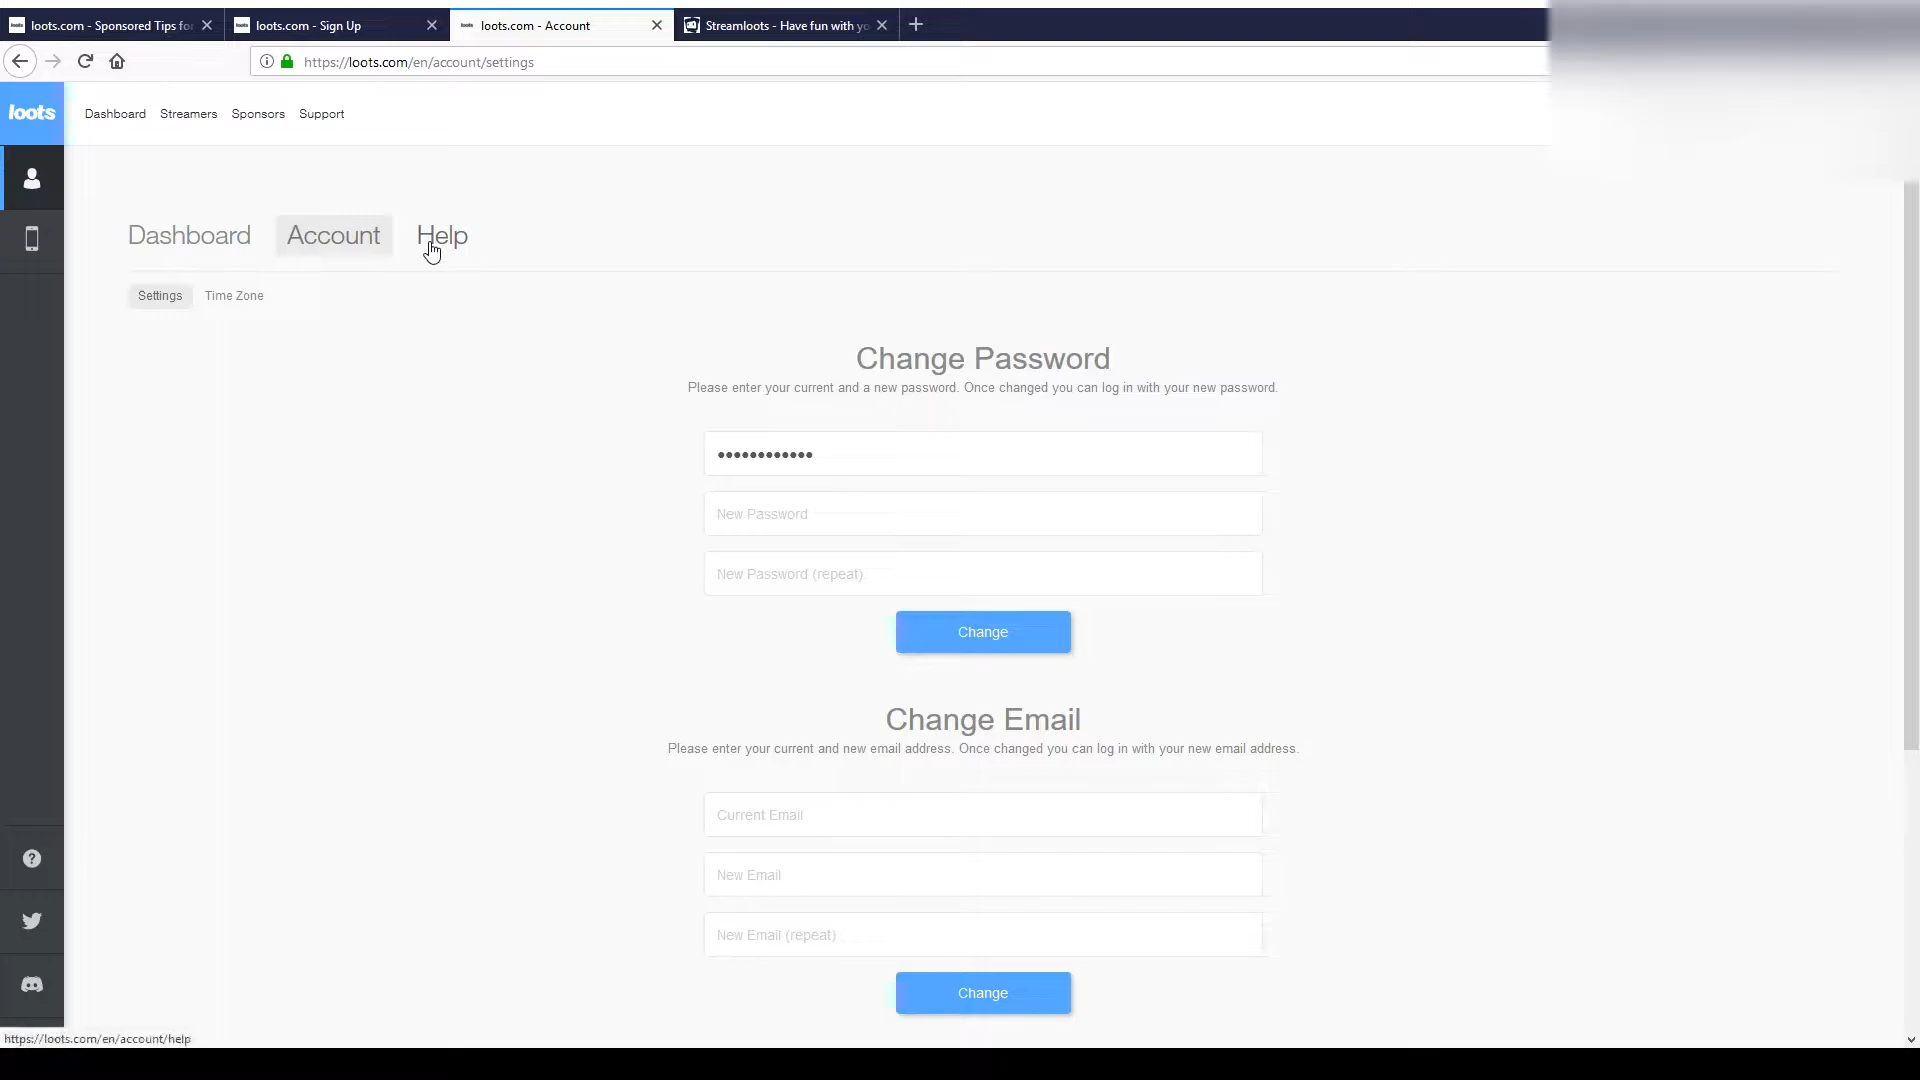 loots.com - Sponsored Tips for
loots.com - Sign Up
loots.com - Account
Streamloots - Have fun with yo
https://loots.com/en/account/settings
loots
Dashboard Streamers Sponsors Support
Dashboard Account Help
Settings Time Zone
Change Password
Please enter your current and a new password. Once changed you can log in with your new password.
••••••••••••
New Password
New Password (repeat)
Change
Change Email
Please enter your current and new email address. Once changed you can log in with your new email address.
Current Email
New Email
New Email (repeat)
Change
https://loots.com/en/account/help